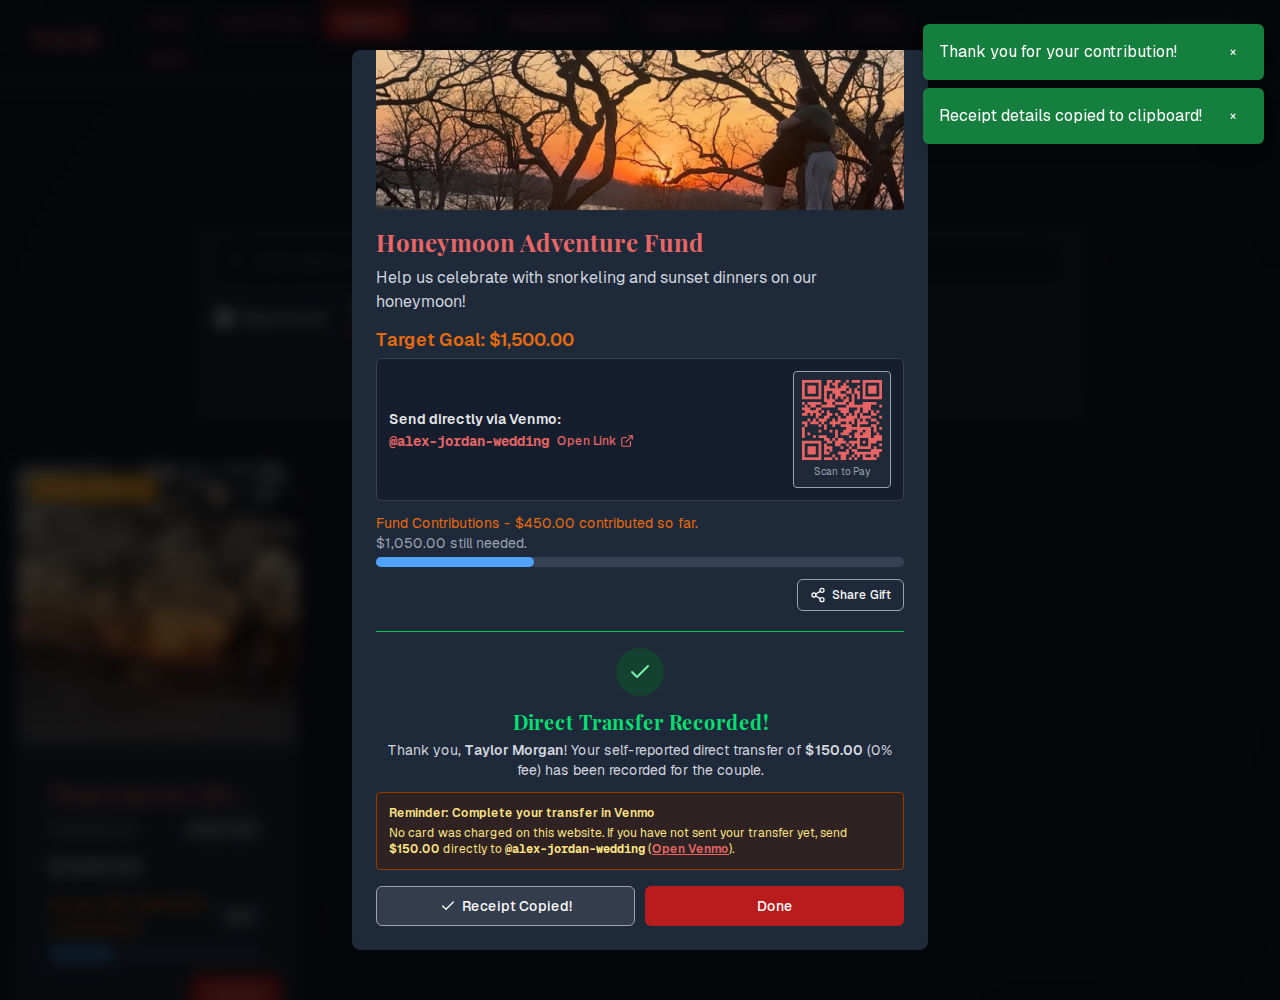 Thank you for your contribution! ×
Receipt details copied to clipboard! ×
Honeymoon Adventure Fund
Help us celebrate with snorkeling and sunset dinners on our
honeymoon!
Target Goal: $1,500.00
Send directly via Venmo:
@alex-jordan-wedding Open Link
Scan to Pay
Fund Contributions - $450.00 contributed so far.
$1,050.00 still needed.
Share Gift
Direct Transfer Recorded!
Thank you, Taylor Morgan! Your self-reported direct transfer of $150.00 (0%
fee) has been recorded for the couple.
Reminder: Complete your transfer in Venmo
No card was charged on this website. If you have not sent your transfer yet, send
$150.00 directly to @alex-jordan-wedding (Open Venmo).
Receipt Copied!
Done